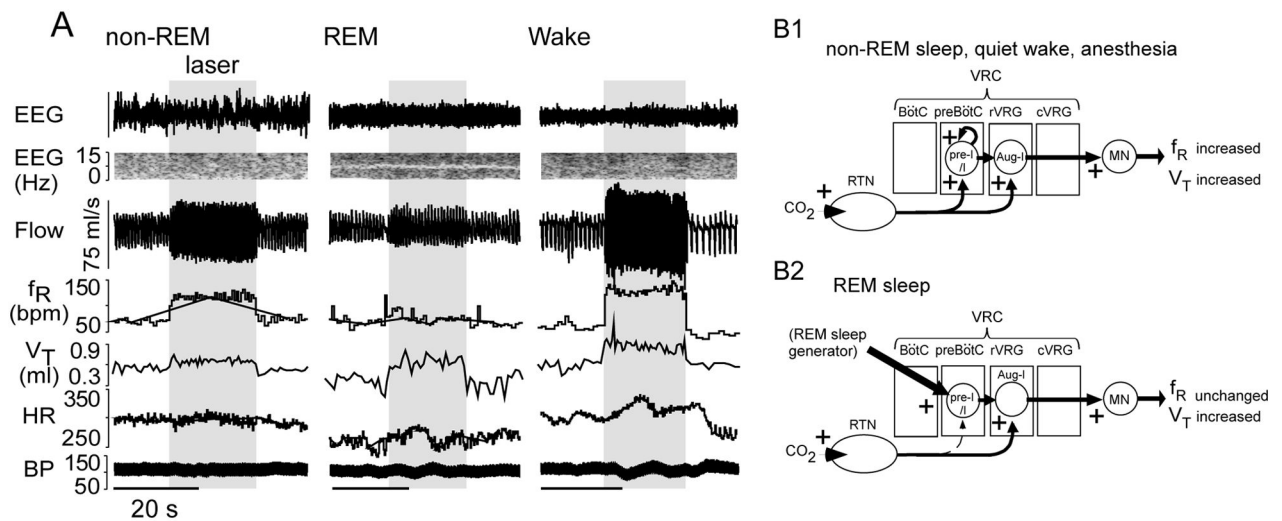 A
non-REM
REM
Wake
laser
EEG
EEG
(Hz)
15
0
Flow
75 ml/s
fR
(bpm)
150
50
VT
(ml)
0.9
0.3
HR
350
250
BP
150
50
20 s
B1
non-REM sleep, quiet wake, anesthesia
VRC
BötC preBötC rVRG cVRG
+
pre-I
/I
Aug-I
MN
+ + +
fR increased
VT increased
+
RTN
CO2
B2
REM sleep
VRC
(REM sleep
generator)
BötC preBötC rVRG cVRG
Aug-I
pre-I
/I
MN
+ + +
fR unchanged
VT increased
+
RTN
CO2